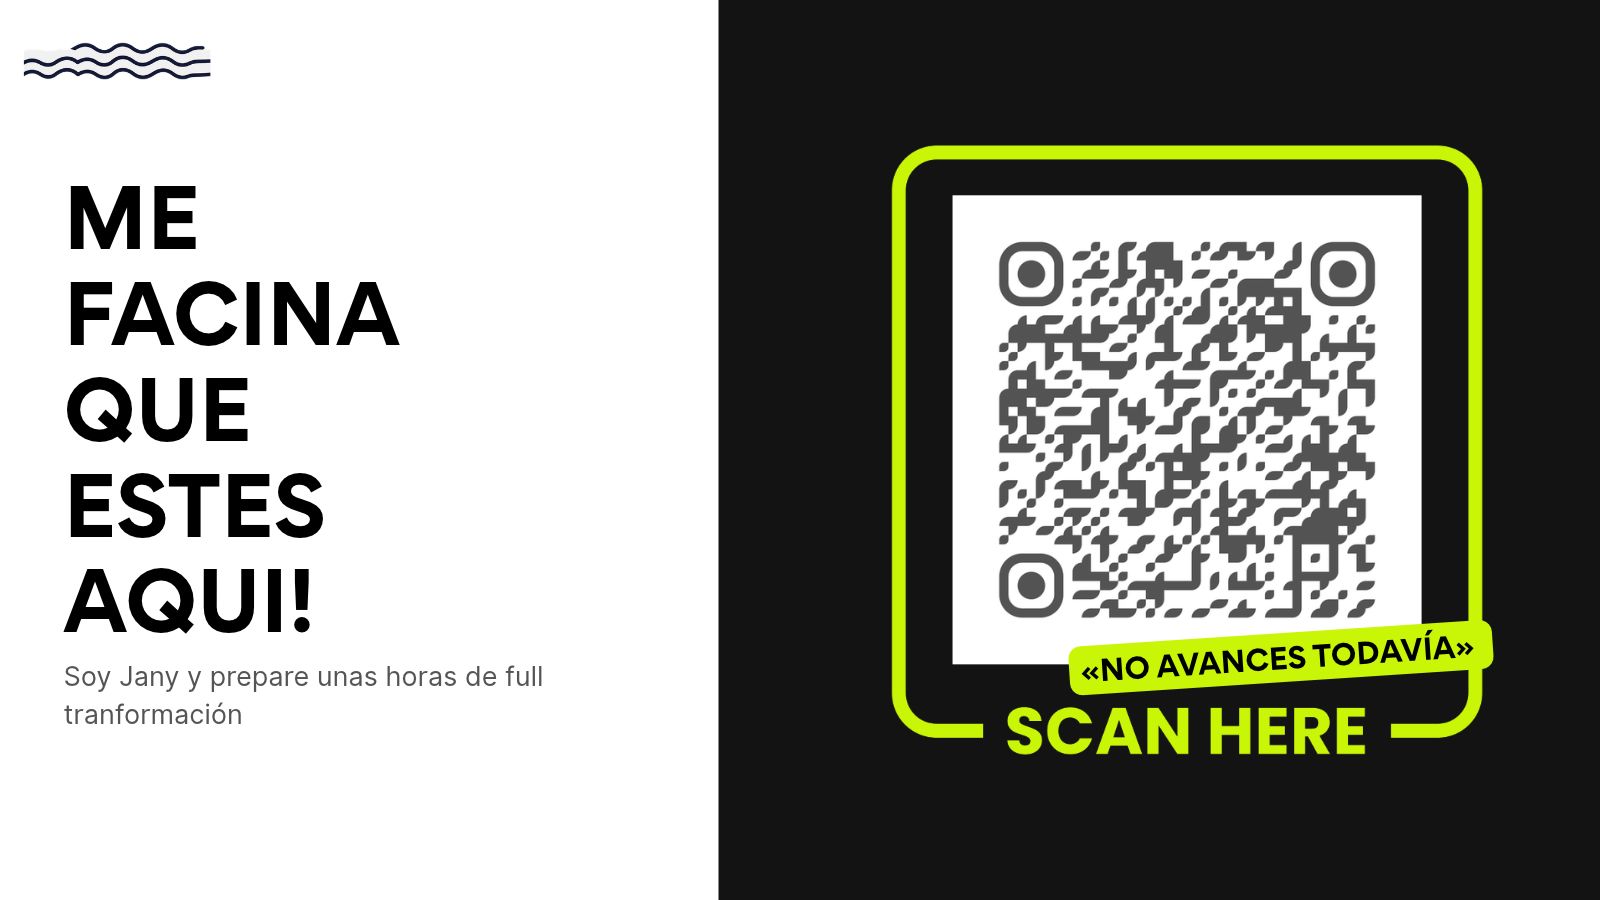 ME
FACINA
QUE
ESTES
AQUI!
Soy Jany y prepare unas horas de full
tranformación
«NO AVANCES TODAVÍA»
SCAN HERE